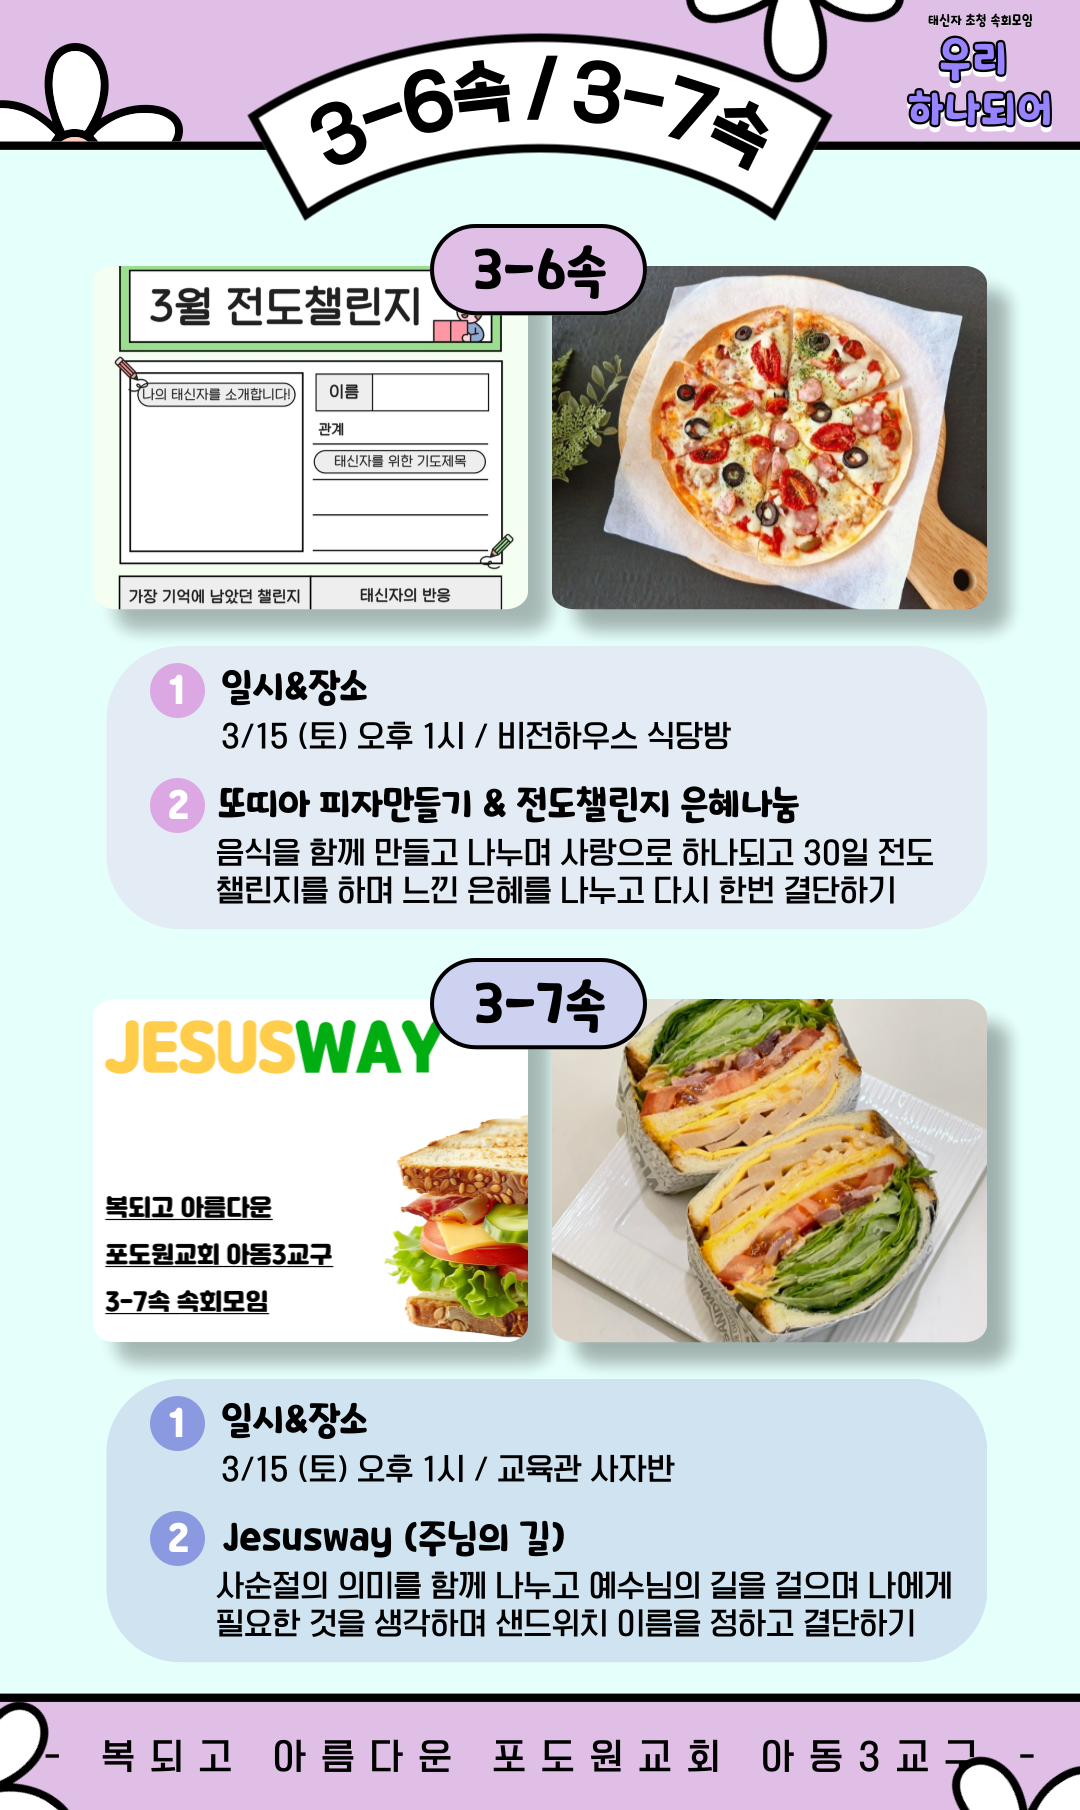 태신자 초청 속회모임
우리
하나되어
3-6속 / 3-7속
3-6속
3월 전도챌린지
나의 태신자를 소개합니다!
이름
관계
태신자를 위한 기도제목
가장 기억에 남았던 챌린지
태신자의 반응
1 일시&장소
3/15 (토) 오후 1시 / 비전하우스 식당방
2 또띠아 피자만들기 & 전도챌린지 은혜나눔
음식을 함께 만들고 나누며 사랑으로 하나되고 30일 전도
챌린지를 하며 느낀 은혜를 나누고 다시 한번 결단하기
3-7속
JESUSWAY
복되고 아름다운
포도원교회 아동3교구
3-7속 속회모임
1 일시&장소
3/15 (토) 오후 1시 / 교육관 사자반
2 Jesusway (주님의 길)
사순절의 의미를 함께 나누고 예수님의 길을 걸으며 나에게
필요한 것을 생각하며 샌드위치 이름을 정하고 결단하기
- 복되고 아름다운 포도원교회 아동3교구 -